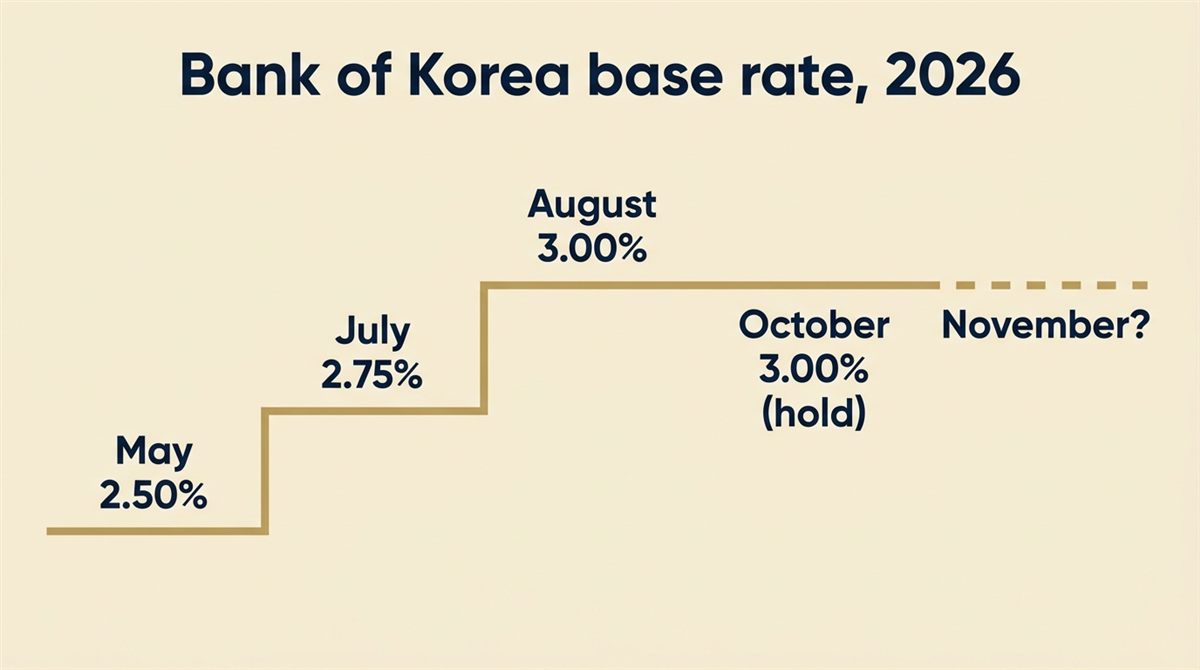 Bank of Korea base rate, 2026
August
3.00%
July
2.75%
October
3.00%
(hold)
November?
May
2.50%